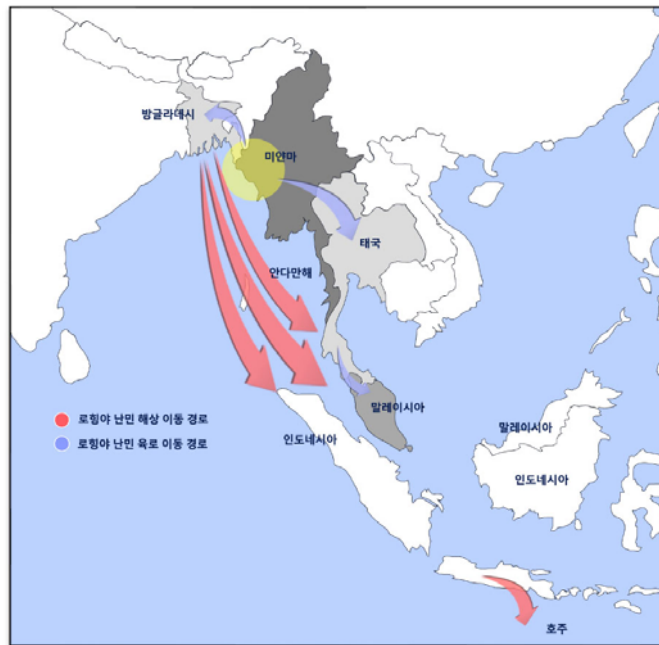 방글라데시
미얀마
태국
안다만해
말레이시아
말레이시아
인도네시아
인도네시아
로힝야 난민 해상 이동 경로
로힝야 난민 육로 이동 경로
호주